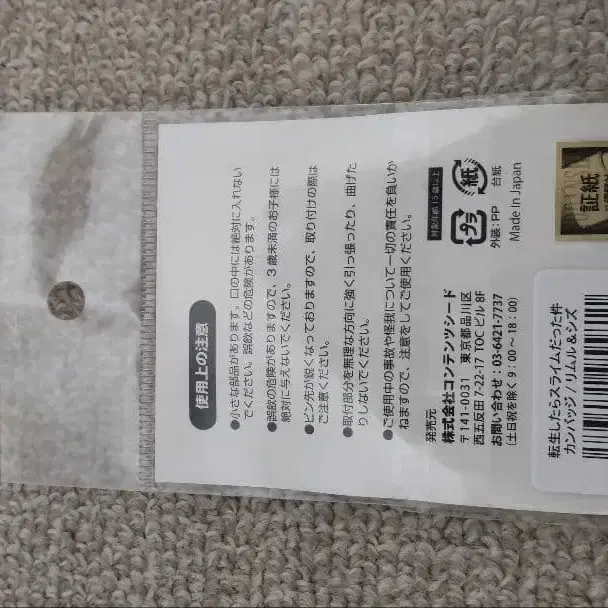 使用上の注意
●小さな部品があります。口の中には絶対に入れない
でください。誤飲などの危険があります。
●誤飲の危険がありますので、3歳未満のお子様には
絶対に与えないでください。
●ピン先が鋭くなっておりますので、取り付けの際は
ご注意ください。
●取付部分を無理な方向に強く引っ張ったり、曲げた
りしないでください。
●ご使用中の事故や怪我について一切の責任を負いか
ねますので、注意をしてご使用ください。
発売元
株式会社コンテンツシード
〒141-0031 東京都品川区
西五反田 7-22-17 TOCビル 8F
お問い合わせ：03-6421-7737
(土日祝を除く 9：00～18：00)
対象年齢 15歳以上
プラ
紙
外装：PP
台紙
Made in Japan
証紙
転生したらスライムだった件
カンバッジ / リムル&シズ